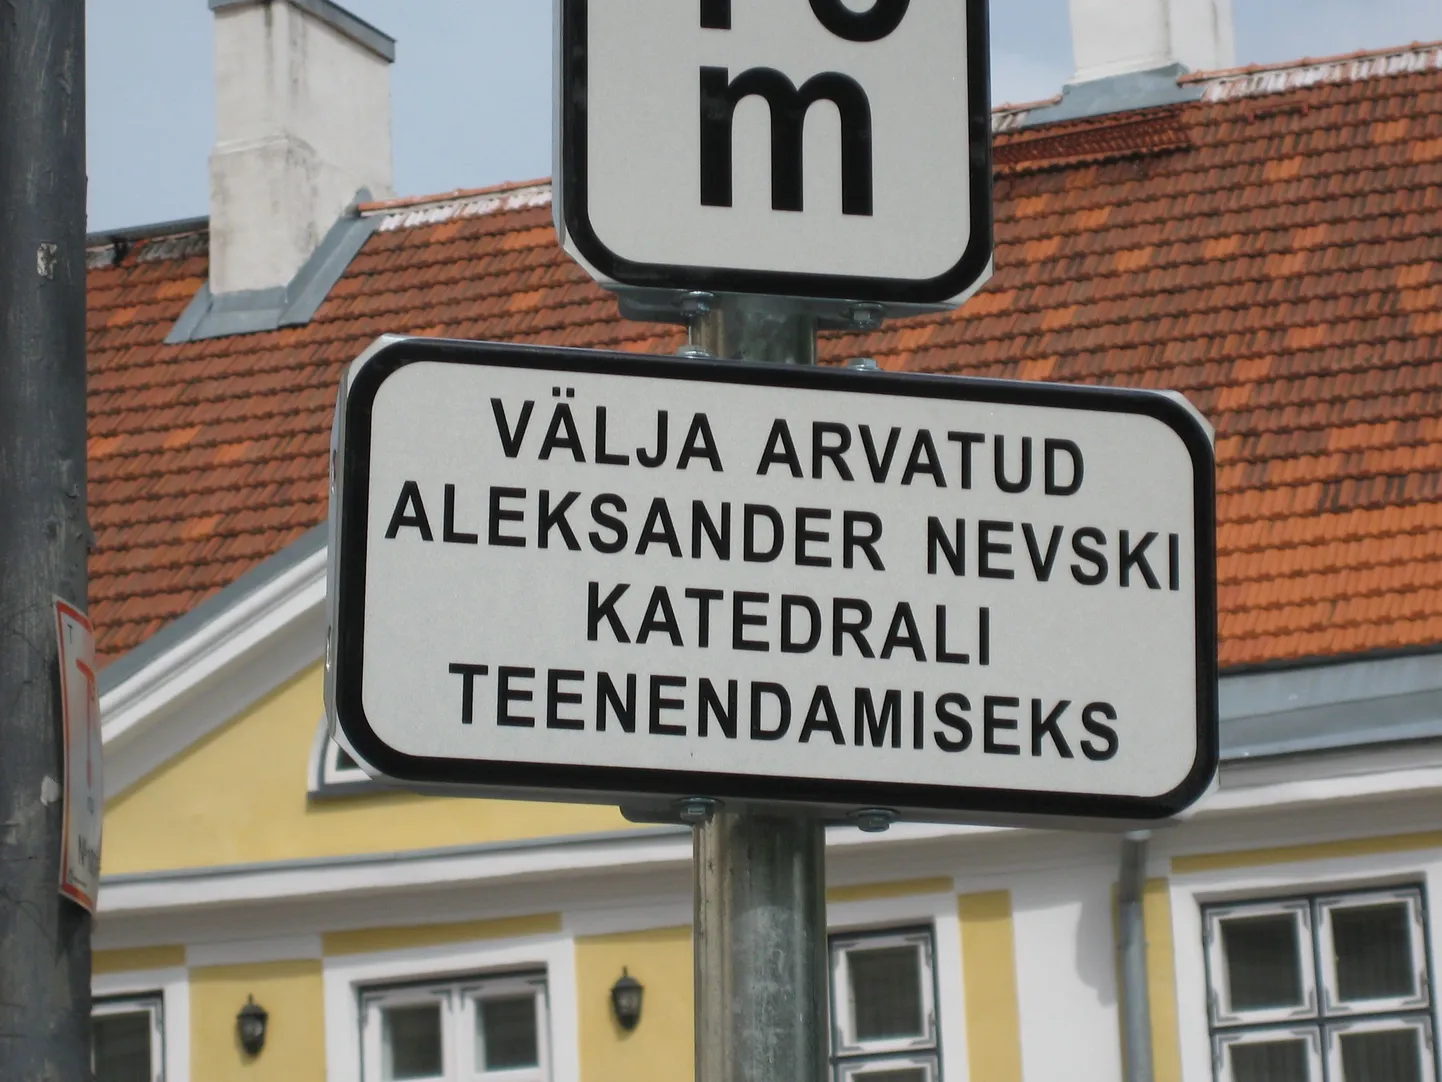 m
VÄLJA ARVATUD
ALEKSANDER NEVSKI
KATEDRALI
TEENENDAMISEKS